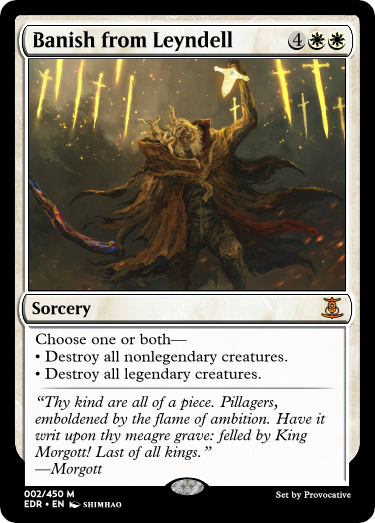 Banish from Leyndell 4
Sorcery
Choose one or both—
• Destroy all nonlegendary creatures.
• Destroy all legendary creatures.
“Thy kind are all of a piece. Pillagers,
emboldened by the flame of ambition. Have it
writ upon thy meagre grave: felled by King
Morgott! Last of all kings.”
—Morgott
002/450 M
EDR • EN SHIMHAO
Set by Provocative